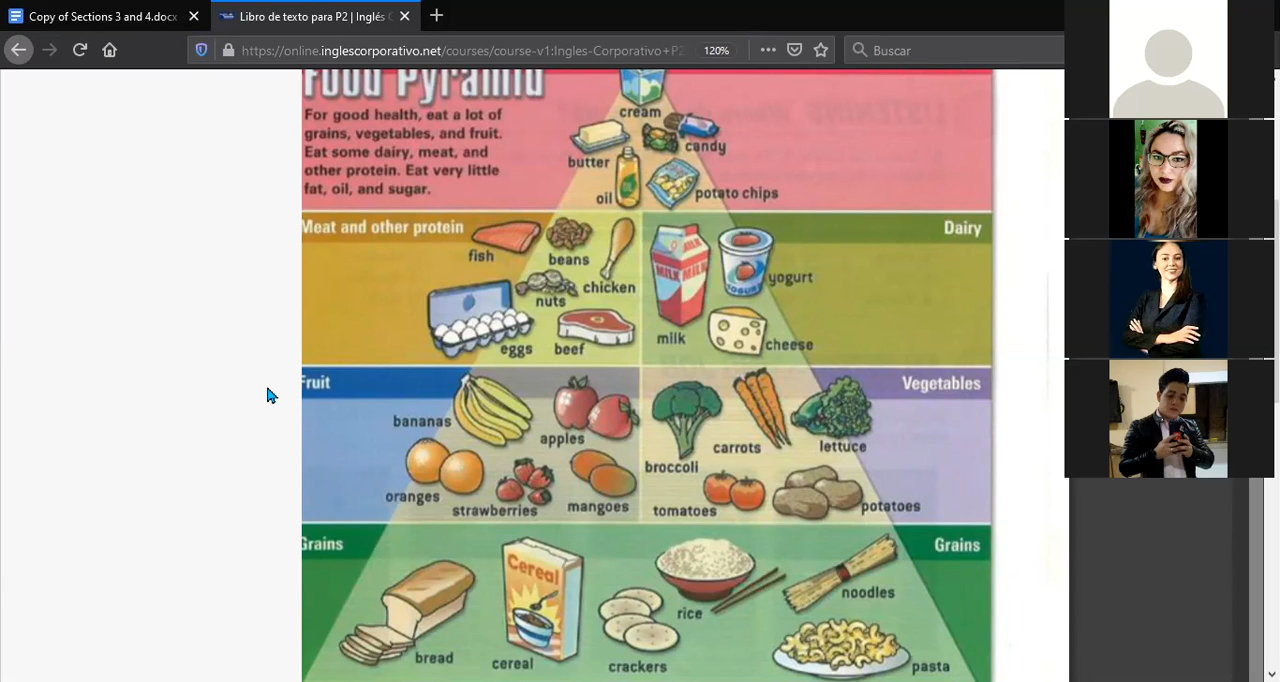 Copy of Sections 3 and 4.docx
Libro de texto para P2 | Inglés C
https://online.inglescorporativo.net/courses/course-v1:Ingles-Corporativo+P2
120%
Buscar
Food Pyramid
For good health, eat a lot of
grains, vegetables, and fruit.
Eat some dairy, meat, and
other protein. Eat very little
fat, oil, and sugar.
cream
butter
candy
oil
potato chips
Meat and other protein
Dairy
fish
beans
chicken
nuts
eggs
beef
MILK
MILK MILK
YOGURT
yogurt
milk
cheese
Fruit
Vegetables
bananas
apples
oranges
strawberries
mangoes
broccoli
carrots
lettuce
tomatoes
potatoes
Grains
Grains
Cereal
bread
cereal
crackers
rice
noodles
pasta